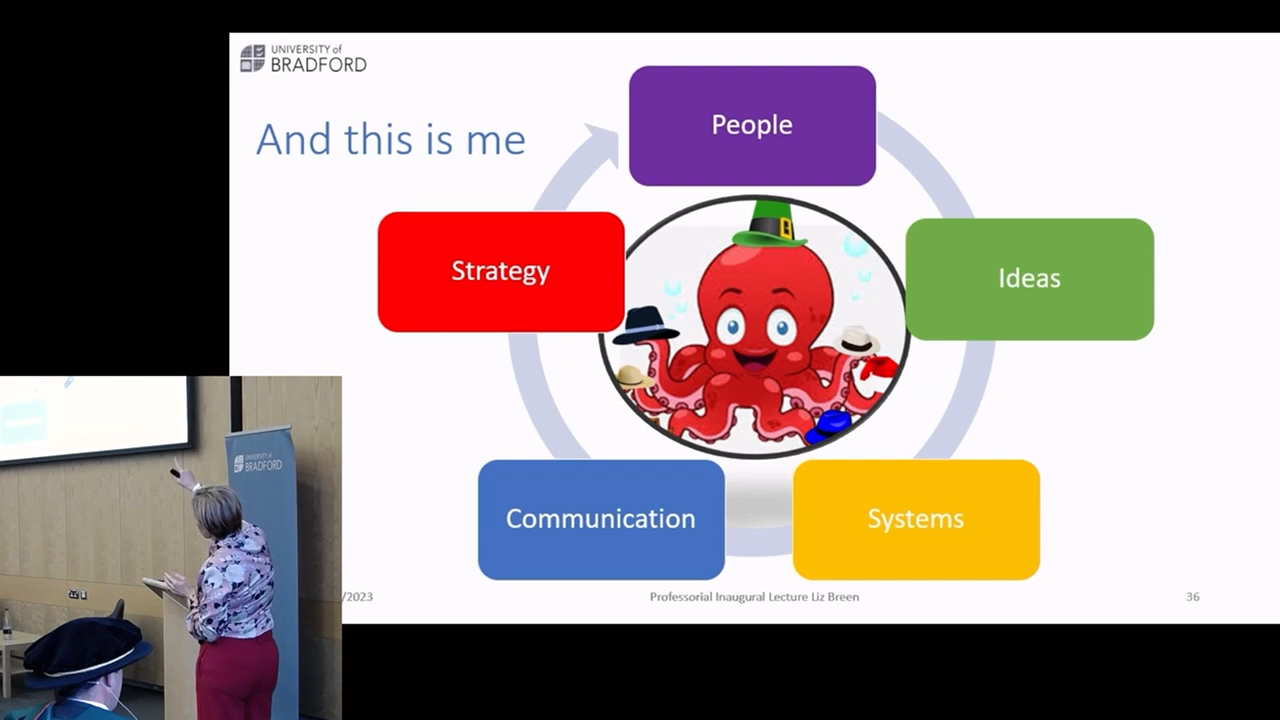 UNIVERSITY of
BRADFORD
And this is me
People
Strategy
Ideas
Communication
Systems
/2023
Professorial Inaugural Lecture Liz Breen
36
UNIVERSITY of
BRADFORD